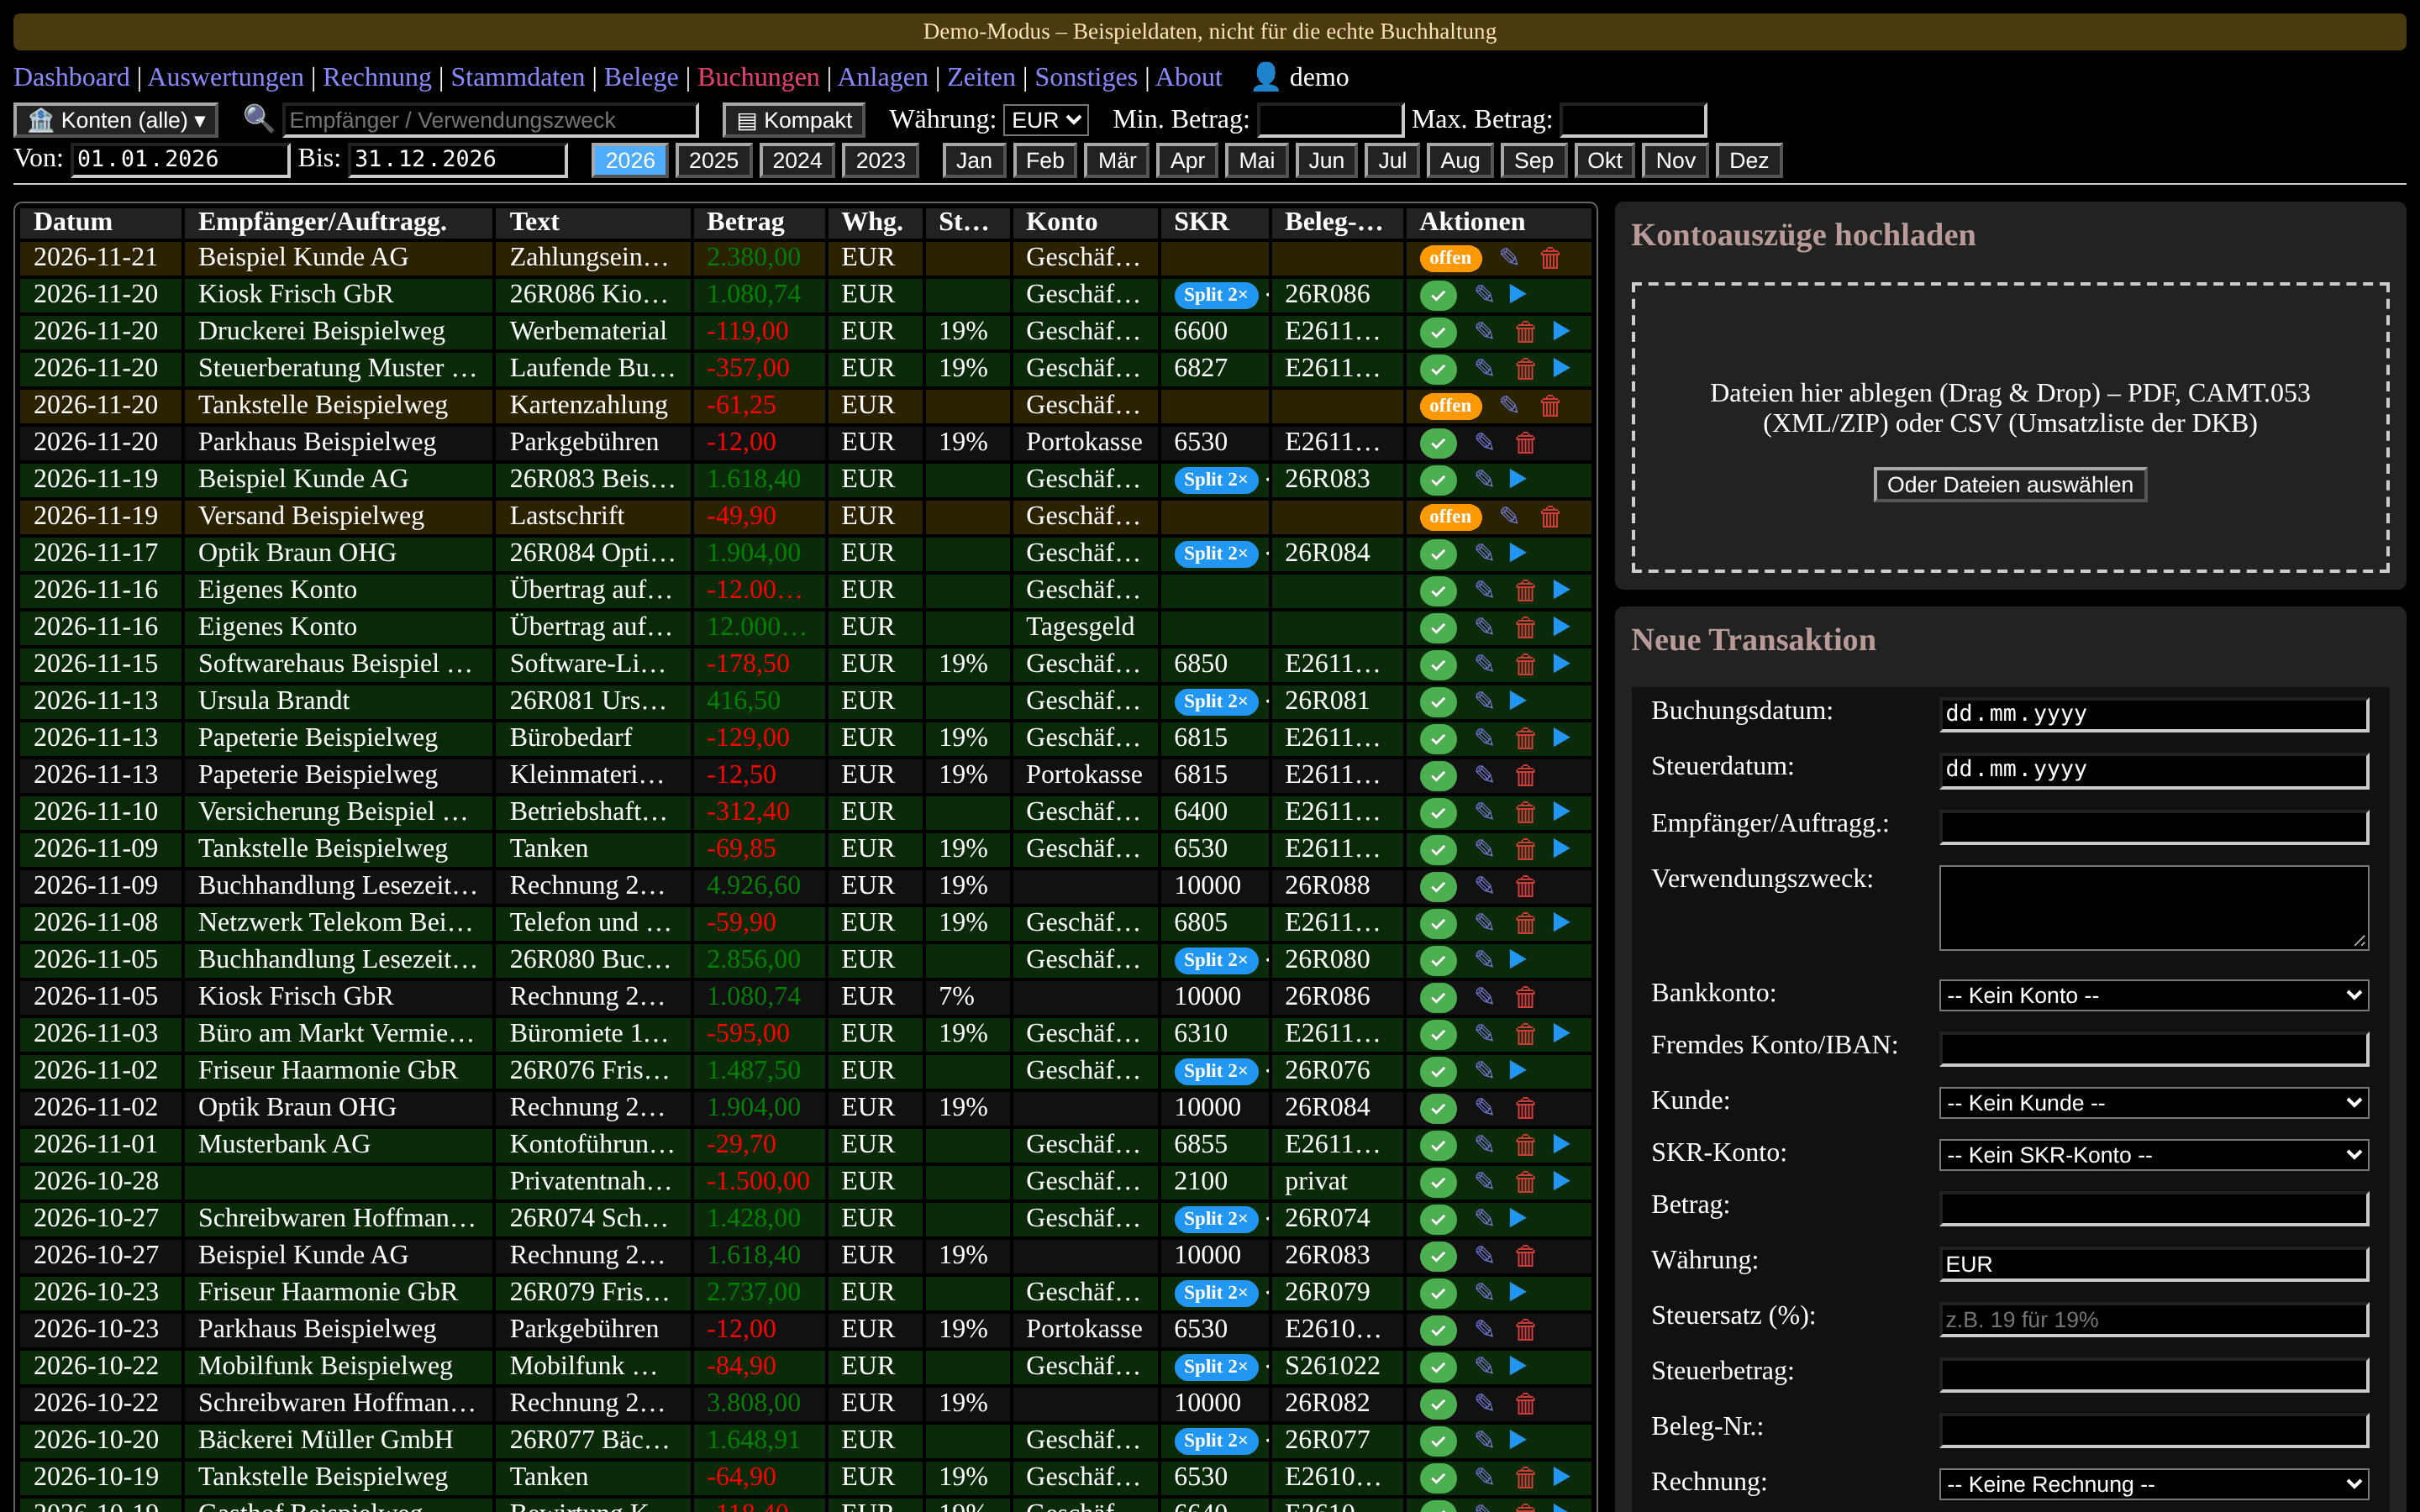 Demo-Modus – Beispieldaten, nicht für die echte Buchhaltung
Dashboard | Auswertungen | Rechnung | Stammdaten | Belege | Buchungen | Anlagen | Zeiten | Sonstiges | About 👤 demo
🏦 Konten (alle) ▾ 🔍 Empfänger / Verwendungszweck ▤ Kompakt Währung: EUR Min. Betrag: Max. Betrag:
Von: 01.01.2026 Bis: 31.12.2026 2026 2025 2024 2023 Jan Feb Mär Apr Mai Jun Jul Aug Sep Okt Nov Dez
Datum Empfänger/Auftragg. Text Betrag Whg. St… Konto SKR Beleg-… Aktionen
2026-11-21 Beispiel Kunde AG Zahlungsein… 2.380,00 EUR Geschäf… offen
2026-11-20 Kiosk Frisch GbR 26R086 Kio… 1.080,74 EUR Geschäf… Split 2× 26R086
2026-11-20 Druckerei Beispielweg Werbematerial -119,00 EUR 19% Geschäf… 6600 E2611…
2026-11-20 Steuerberatung Muster … Laufende Bu… -357,00 EUR 19% Geschäf… 6827 E2611…
2026-11-20 Tankstelle Beispielweg Kartenzahlung -61,25 EUR Geschäf… offen
2026-11-20 Parkhaus Beispielweg Parkgebühren -12,00 EUR 19% Portokasse 6530 E2611…
2026-11-19 Beispiel Kunde AG 26R083 Beis… 1.618,40 EUR Geschäf… Split 2× 26R083
2026-11-19 Versand Beispielweg Lastschrift -49,90 EUR Geschäf… offen
2026-11-17 Optik Braun OHG 26R084 Opti… 1.904,00 EUR Geschäf… Split 2× 26R084
2026-11-16 Eigenes Konto Übertrag auf… -12.00… EUR Geschäf…
2026-11-16 Eigenes Konto Übertrag auf… 12.000… EUR Tagesgeld
2026-11-15 Softwarehaus Beispiel … Software-Li… -178,50 EUR 19% Geschäf… 6850 E2611…
2026-11-13 Ursula Brandt 26R081 Urs… 416,50 EUR Geschäf… Split 2× 26R081
2026-11-13 Papeterie Beispielweg Bürobedarf -129,00 EUR 19% Geschäf… 6815 E2611…
2026-11-13 Papeterie Beispielweg Kleinmateri… -12,50 EUR 19% Portokasse 6815 E2611…
2026-11-10 Versicherung Beispiel … Betriebshaft… -312,40 EUR Geschäf… 6400 E2611…
2026-11-09 Tankstelle Beispielweg Tanken -69,85 EUR 19% Geschäf… 6530 E2611…
2026-11-09 Buchhandlung Lesezeit… Rechnung 2… 4.926,60 EUR 19% 10000 26R088
2026-11-08 Netzwerk Telekom Bei… Telefon und … -59,90 EUR 19% Geschäf… 6805 E2611…
2026-11-05 Buchhandlung Lesezeit… 26R080 Buc… 2.856,00 EUR Geschäf… Split 2× 26R080
2026-11-05 Kiosk Frisch GbR Rechnung 2… 1.080,74 EUR 7% 10000 26R086
2026-11-03 Büro am Markt Vermie… Büromiete 1… -595,00 EUR 19% Geschäf… 6310 E2611…
2026-11-02 Friseur Haarmonie GbR 26R076 Fris… 1.487,50 EUR Geschäf… Split 2× 26R076
2026-11-02 Optik Braun OHG Rechnung 2… 1.904,00 EUR 19% 10000 26R084
2026-11-01 Musterbank AG Kontoführun… -29,70 EUR Geschäf… 6855 E2611…
2026-10-28 Privatentnah… -1.500,00 EUR Geschäf… 2100 privat
2026-10-27 Schreibwaren Hoffman… 26R074 Sch… 1.428,00 EUR Geschäf… Split 2× 26R074
2026-10-27 Beispiel Kunde AG Rechnung 2… 1.618,40 EUR 19% 10000 26R083
2026-10-23 Friseur Haarmonie GbR 26R079 Fris… 2.737,00 EUR Geschäf… Split 2× 26R079
2026-10-23 Parkhaus Beispielweg Parkgebühren -12,00 EUR 19% Portokasse 6530 E2610…
2026-10-22 Mobilfunk Beispielweg Mobilfunk … -84,90 EUR Geschäf… Split 2× S261022
2026-10-22 Schreibwaren Hoffman… Rechnung 2… 3.808,00 EUR 19% 10000 26R082
2026-10-20 Bäckerei Müller GmbH 26R077 Bäc… 1.648,91 EUR Geschäf… Split 2× 26R077
2026-10-19 Tankstelle Beispielweg Tanken -64,90 EUR 19% Geschäf… 6530 E2610…
2026-10-19 Gasthof Beispielweg Bewirtung K… -118,40 EUR 19% Geschäf… 6640 E2610…
Kontoauszüge hochladen
Dateien hier ablegen (Drag & Drop) – PDF, CAMT.053
(XML/ZIP) oder CSV (Umsatzliste der DKB)
Oder Dateien auswählen
Neue Transaktion
Buchungsdatum: dd.mm.yyyy
Steuerdatum: dd.mm.yyyy
Empfänger/Auftragg.:
Verwendungszweck:
Bankkonto: -- Kein Konto --
Fremdes Konto/IBAN:
Kunde: -- Kein Kunde --
SKR-Konto: -- Kein SKR-Konto --
Betrag:
Währung: EUR
Steuersatz (%): z.B. 19 für 19%
Steuerbetrag:
Beleg-Nr.:
Rechnung: -- Keine Rechnung --